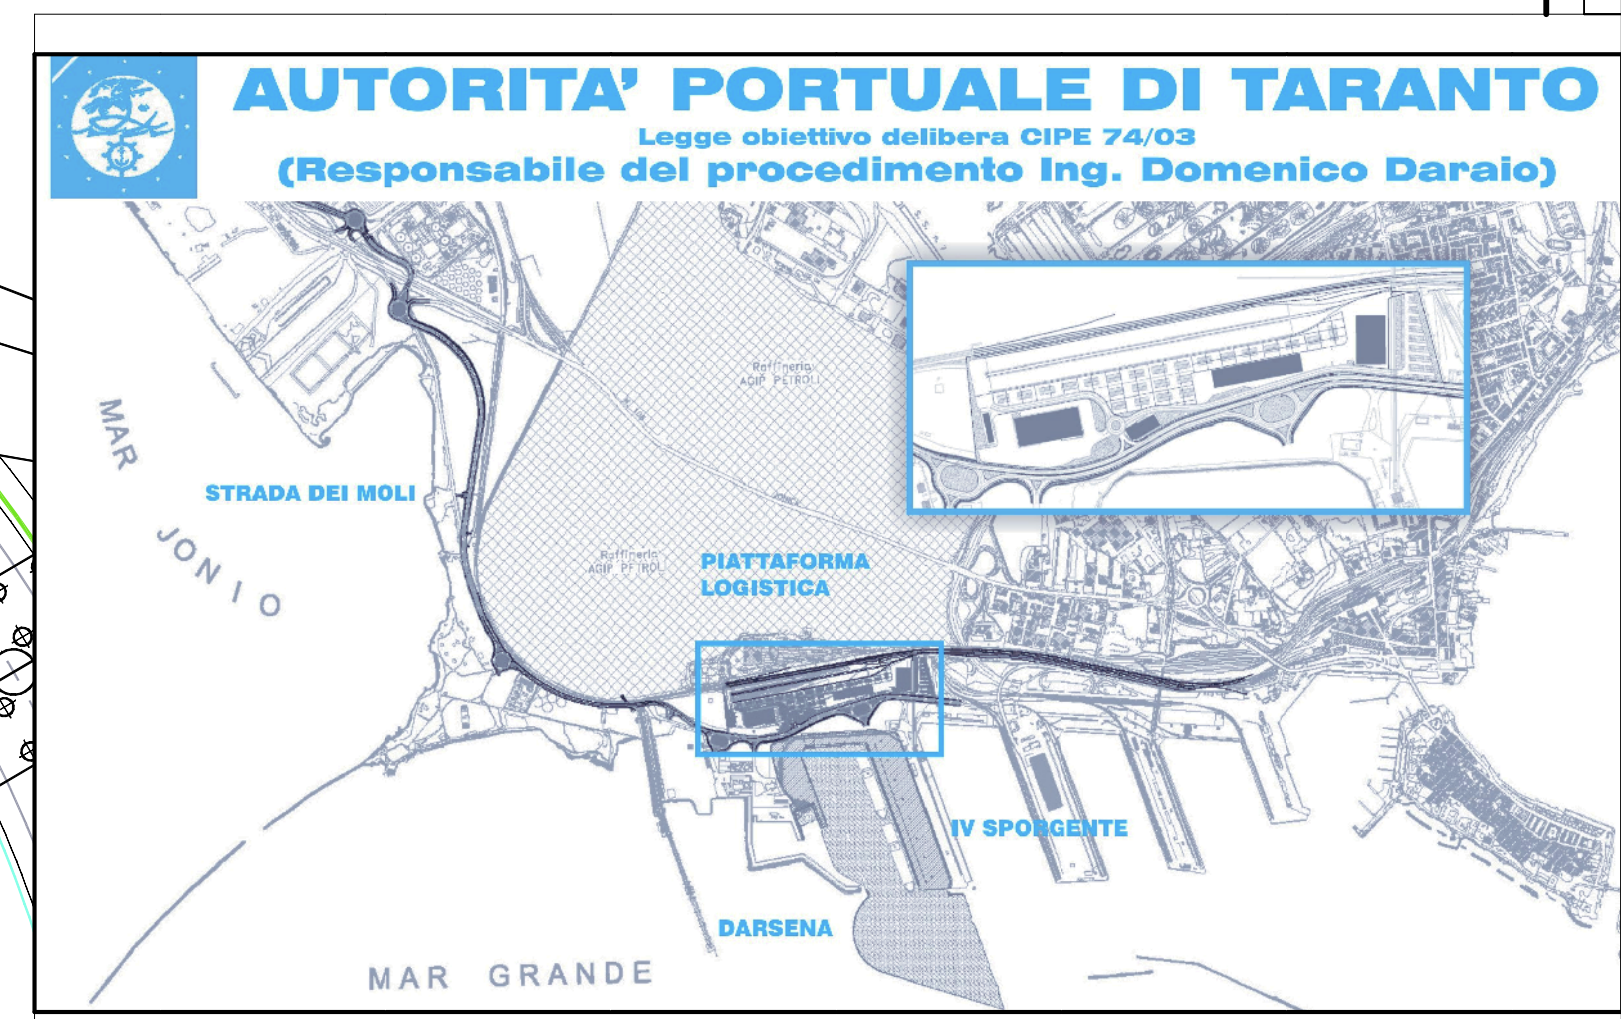 AUTORITA' PORTUALE DI TARANTO
Legge obiettivo delibera CIPE 74/03
(Responsabile del procedimento Ing. Domenico Daraio)
Raffineria
AGIP PETROLI
MAR
JONIO
STRADA DEI MOLI
Raffineria
AGIP PETROLI
PIATTAFORMA
LOGISTICA
IV SPORGENTE
DARSENA
MAR GRANDE